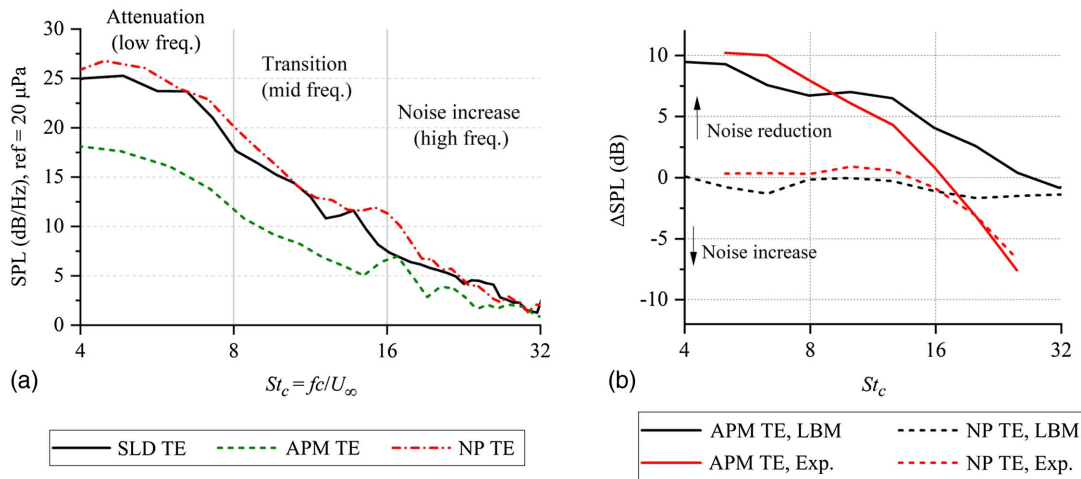 Attenuation
(low freq.)
Transition
(mid freq.)
Noise increase
(high freq.)
SPL (dB/Hz), ref = 20 μPa
30
25
20
15
10
5
0
4
8
16
32
St_c = fc/U_∞
(a)
SLD TE
APM TE
NP TE
ΔSPL (dB)
10
5
0
-5
-10
Noise reduction
Noise increase
4
8
16
32
St_c
(b)
APM TE, LBM
NP TE, LBM
APM TE, Exp.
NP TE, Exp.